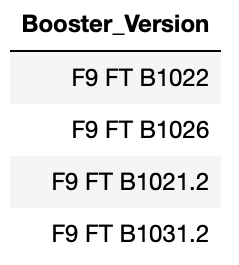 Booster_Version
F9 FT B1022
F9 FT B1026
F9 FT B1021.2
F9 FT B1031.2